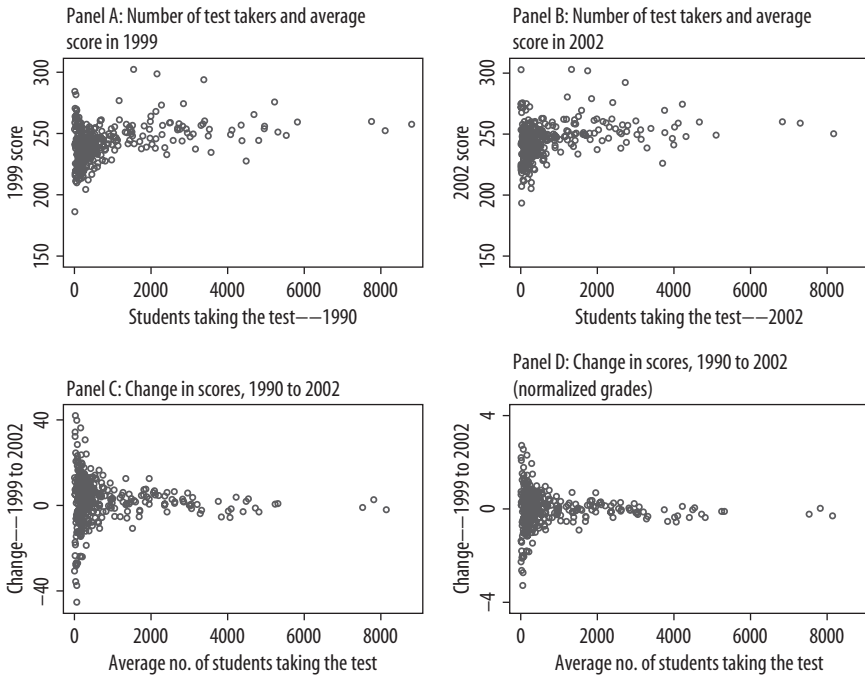 Panel A: Number of test takers and average
score in 1999
300
250
200
150
1999 score
0 2000 4000 6000 8000
Students taking the test––1990
Panel B: Number of test takers and average
score in 2002
300
250
200
150
2002 score
0 2000 4000 6000 8000
Students taking the test––2002
Panel C: Change in scores, 1990 to 2002
40
0
–40
Change––1999 to 2002
0 2000 4000 6000 8000
Average no. of students taking the test
Panel D: Change in scores, 1990 to 2002
(normalized grades)
4
0
–4
Change––1999 to 2002
0 2000 4000 6000 8000
Average no. of students taking the test